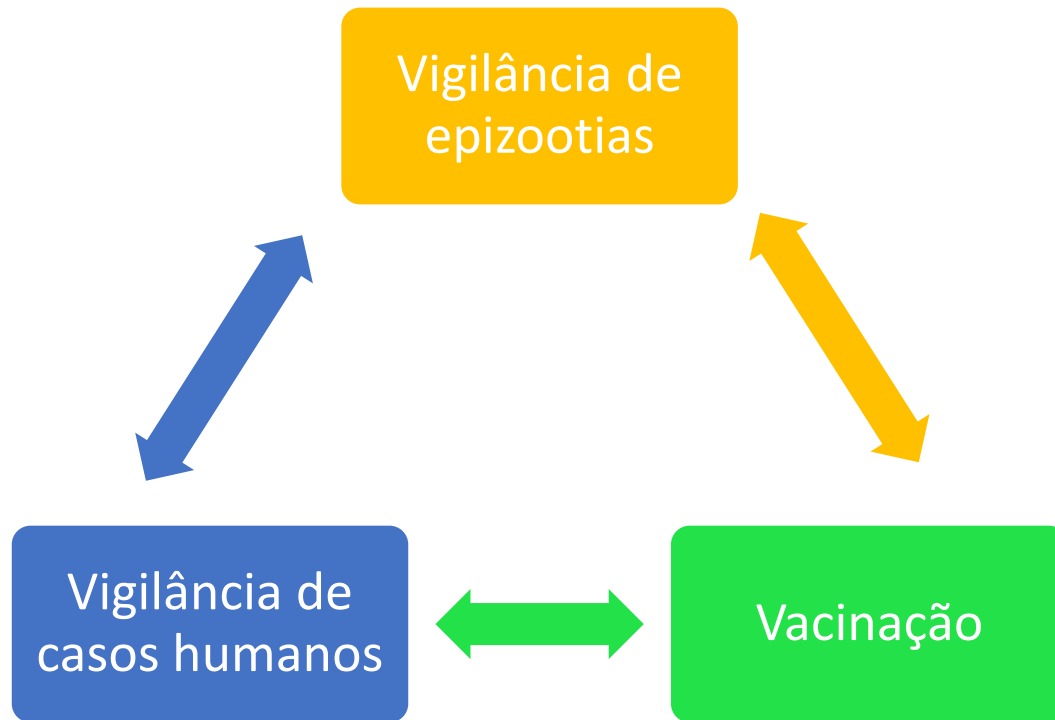 Vigilância de
epizootias
Vigilância de
casos humanos
Vacinação